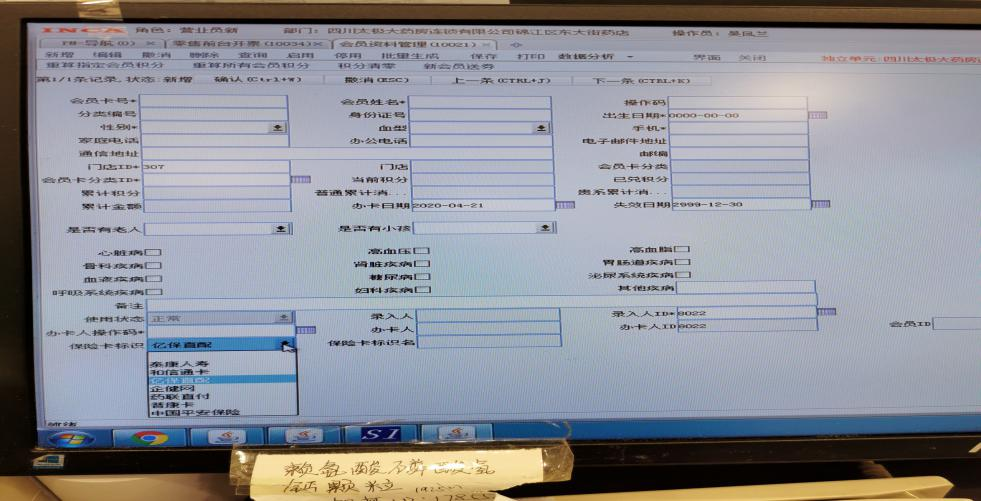 INCA 角色: 营业员新 部门: 四川太极大药房连锁有限公司锦江区东大街药店 操作员: 吴凤兰
零售前台开票(10034) × 会员资料管理(10021) ×
新增 编辑 撤消 删除 查询 启用 停用 批里生成 保存 打印 数据分析 界面 关闭 独立单元: 四川太极大药房
重算指定会员积分 重算所有会员积分 积分清零 新会员送券
第1/1条记录,状态:新增 确认(Ctrl+W) 撤消(ESC) 上一条(CTRL+J) 下一条(CTRL+K)
会员卡号* 会员姓名* 操作码
分类编号 身份证号 出生日期* 0000-00-00
性别* 血型 手机*
家庭电话 办公电话 电子邮件地址
通信地址 邮编
门店ID* 307 门店 会员卡分类
会员卡分类ID* 当前积分 已兑积分
累计积分 普通累计消... 贵系累计消...
累计金额 办卡日期 2020-04-21 失效日期 2999-12-30
是否有老人 是否有小孩
心脏病 高血压 高血脂
骨科疾病 肾脏疾病 胃肠道疾病
血液疾病 糖尿病 泌尿系统疾病
呼吸系统疾病 妇科疾病 其他疾病
备注
使用状态 正常 录入人 录入人ID* 8022
办卡人操作码* 办卡人 办卡人ID 8022 会员ID
保险卡标识 亿保直配 保险卡标识名
泰康人寿
和信通卡
亿保直配
企健网
药联直付
普康卡
中国平安保险
就绪
SI
赖氨酸磷酸氢
钙颗粒